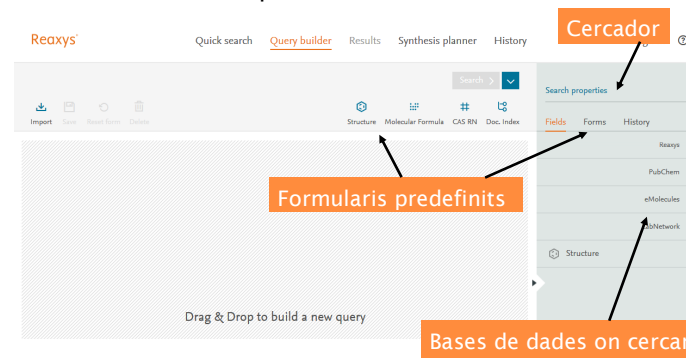 Cercador
Reaxys
Quick search Query builder Results Synthesis planner History
Search
Search properties
Import Save Reset form Delete
Structure Molecular Formula CAS RN Doc. Index
Fields Forms History
Reaxys
PubChem
Formularis predefinits
eMolecules
Structure
Drag & Drop to build a new query
Bases de dades on cercar